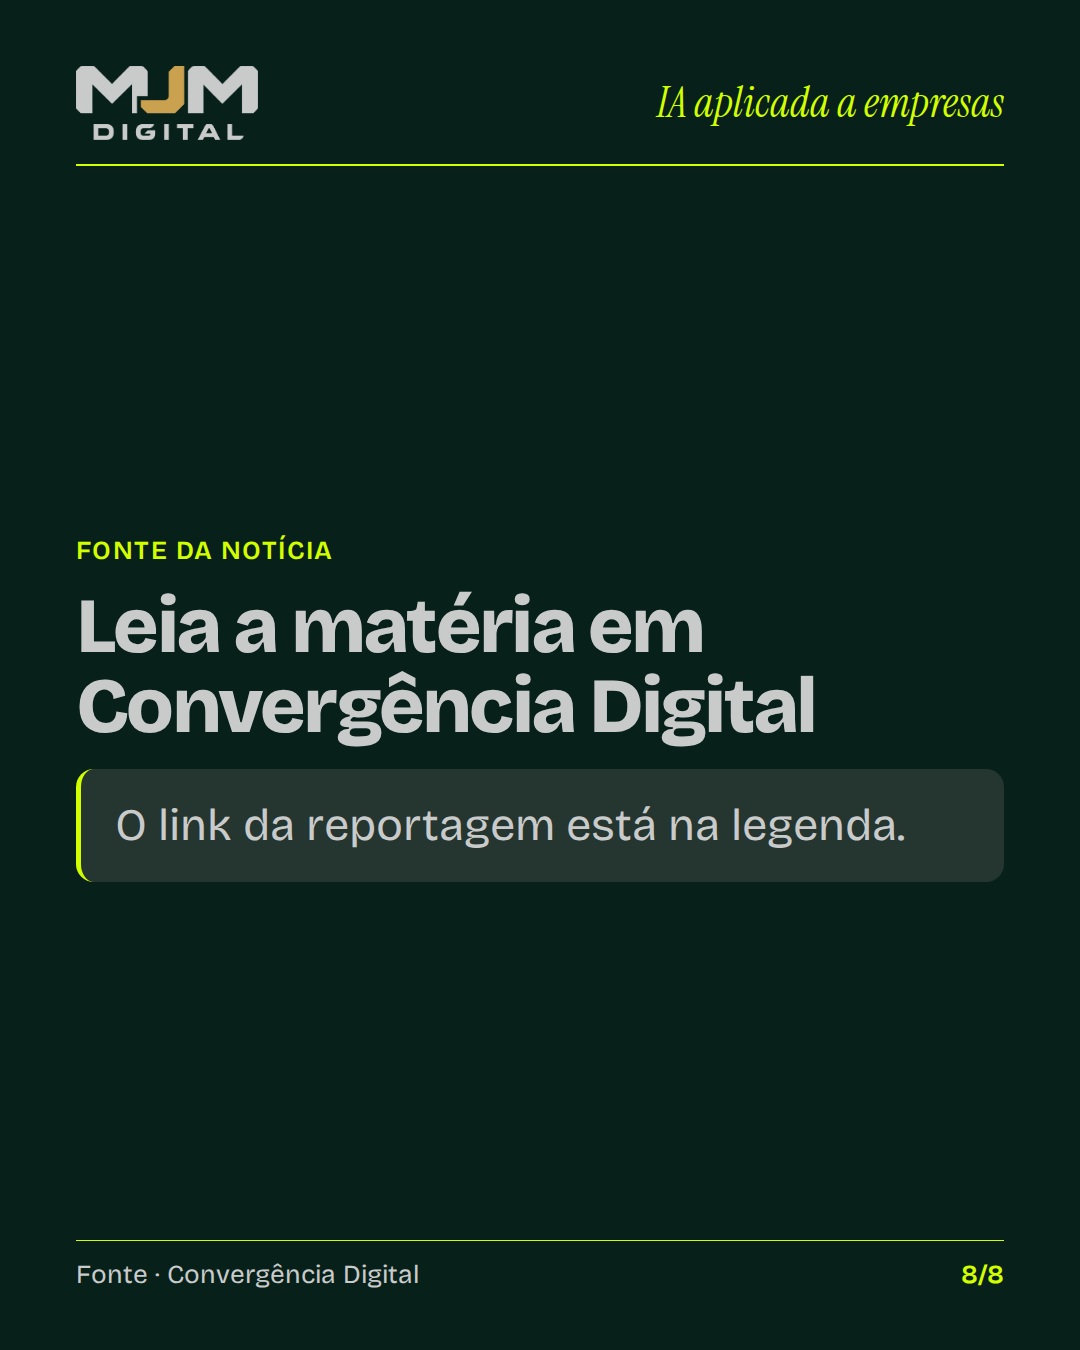 MJM
DIGITAL
IA aplicada a empresas
FONTE DA NOTÍCIA
Leia a matéria em
Convergência Digital
O link da reportagem está na legenda.
Fonte · Convergência Digital
8/8